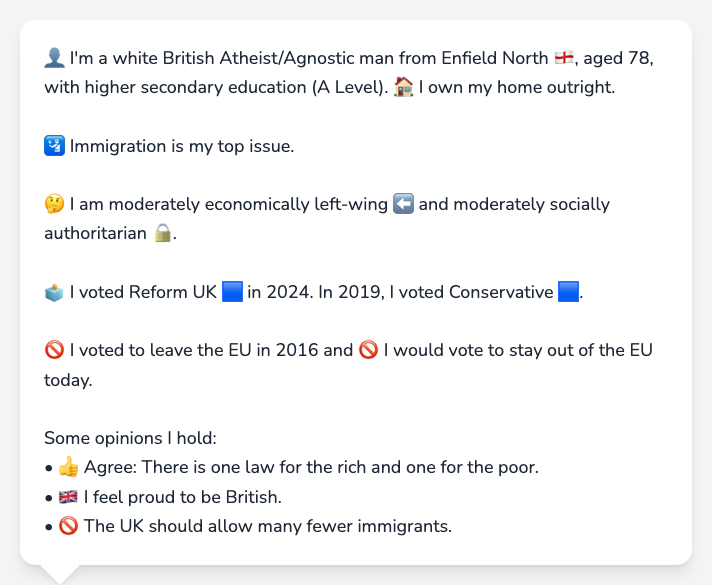 👤 I'm a white British Atheist/Agnostic man from Enfield North 🏴󠁧󠁢󠁥󠁮󠁧󠁿, aged 78,
with higher secondary education (A Level). 🏠 I own my home outright.
🛂 Immigration is my top issue.
🤔 I am moderately economically left-wing ⬅️ and moderately socially
authoritarian 🔒.
🗳️ I voted Reform UK 🟦 in 2024. In 2019, I voted Conservative 🟦.
🚫 I voted to leave the EU in 2016 and 🚫 I would vote to stay out of the EU
today.
Some opinions I hold:
• 👍 Agree: There is one law for the rich and one for the poor.
• 🇬🇧 I feel proud to be British.
• 🚫 The UK should allow many fewer immigrants.